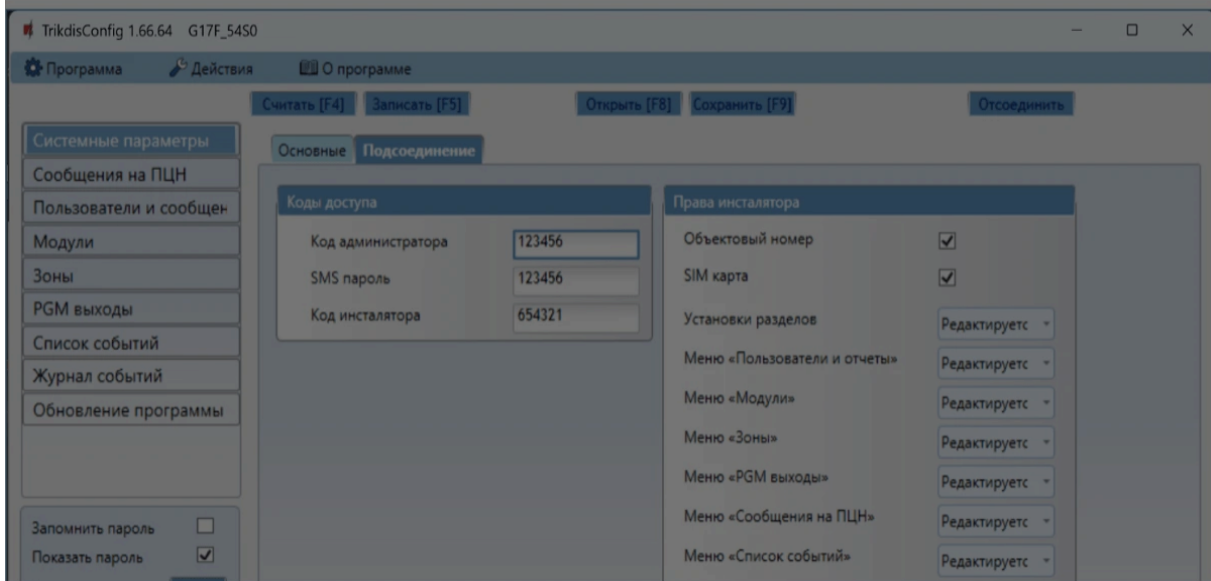 TrikdisConfig 1.66.64 G17F_54S0
Программа Действия О программе
Считать [F4] Записать [F5] Открыть [F8] Сохранить [F9] Отсоединить
Системные параметры
Сообщения на ПЦН
Пользователи и сообщен
Модули
Зоны
PGM выходы
Список событий
Журнал событий
Обновление программы
Запомнить пароль
Показать пароль
Основные Подсоединение
Коды доступа
Код администратора 123456
SMS пароль 123456
Код инсталятора 654321
Права инсталятора
Объектовый номер
SIM карта
Установки разделов Редактируетс
Меню «Пользователи и отчеты» Редактируетс
Меню «Модули» Редактируетс
Меню «Зоны» Редактируетс
Меню «PGM выходы» Редактируетс
Меню «Сообщения на ПЦН» Редактируетс
Меню «Список событий» Редактируетс